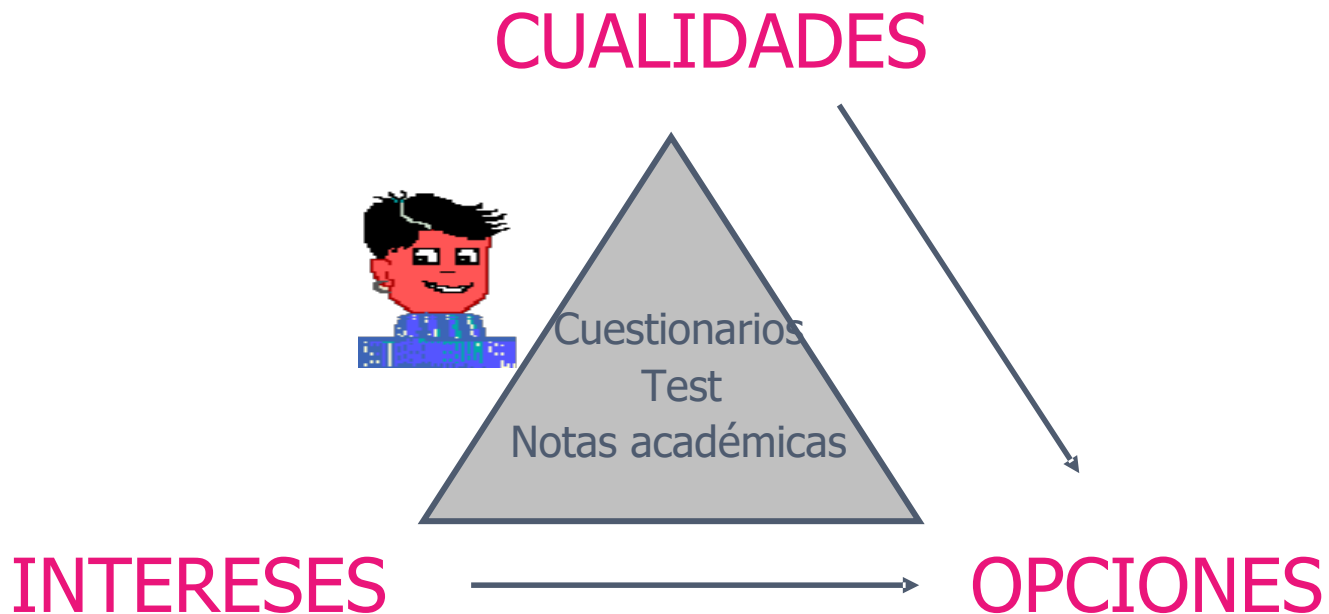 CUALIDADES
Cuestionarios
Test
Notas académicas
INTERESES
OPCIONES